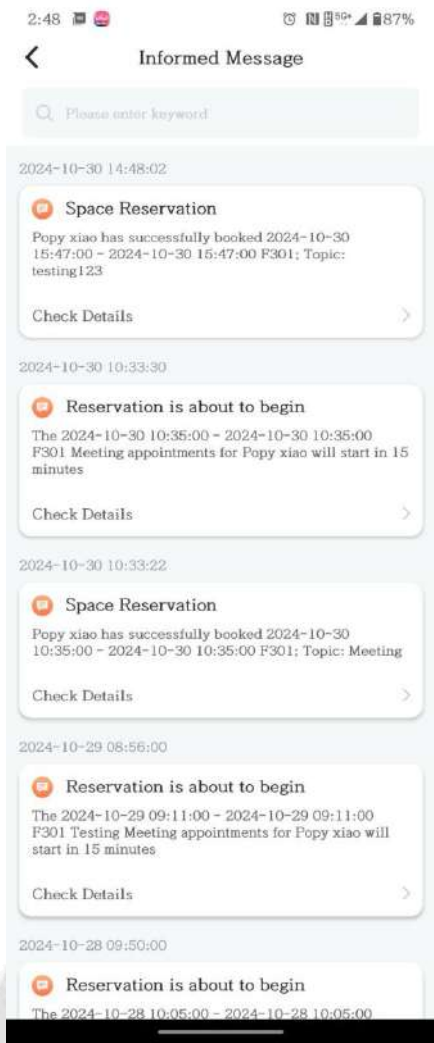 2:48 5G+ 87%
Informed Message
Please enter keyword
2024-10-30 14:48:02
Space Reservation
Popy xiao has successfully booked 2024-10-30
15:47:00 - 2024-10-30 15:47:00 F301; Topic:
testing123
Check Details
2024-10-30 10:33:30
Reservation is about to begin
The 2024-10-30 10:35:00 - 2024-10-30 10:35:00
F301 Meeting appointments for Popy xiao will start in 15
minutes
Check Details
2024-10-30 10:33:22
Space Reservation
Popy xiao has successfully booked 2024-10-30
10:35:00 - 2024-10-30 10:35:00 F301; Topic: Meeting
Check Details
2024-10-29 08:56:00
Reservation is about to begin
The 2024-10-29 09:11:00 - 2024-10-29 09:11:00
F301 Testing Meeting appointments for Popy xiao will
start in 15 minutes
Check Details
2024-10-28 09:50:00
Reservation is about to begin
The 2024-10-28 10:05:00 - 2024-10-28 10:05:00